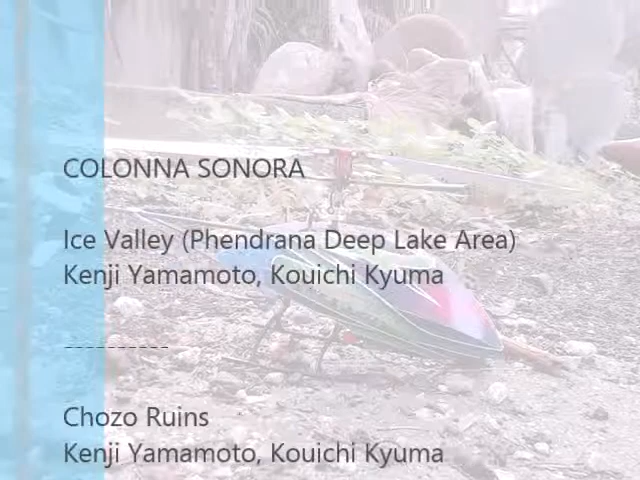 COLONNA SONORA
Ice Valley (Phendrana Deep Lake Area)
Kenji Yamamoto, Kouichi Kyuma
----------
Chozo Ruins
Kenji Yamamoto, Kouichi Kyuma